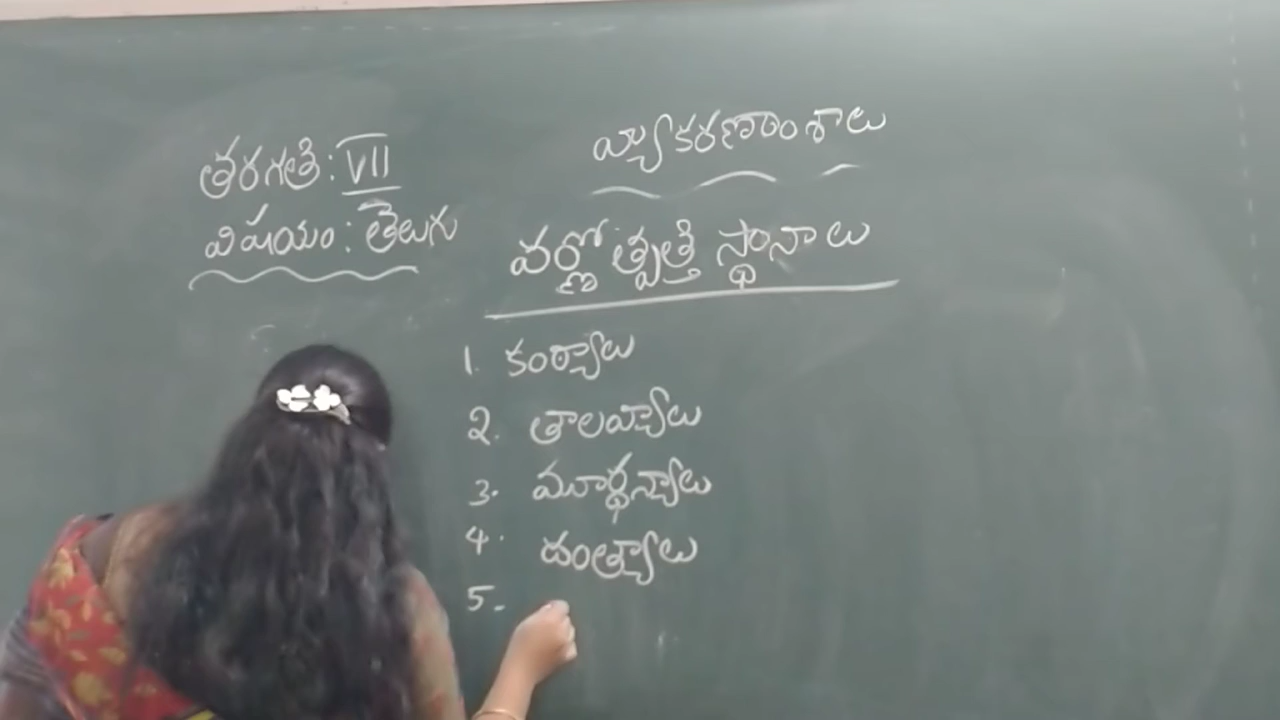 తరగతి: VII
విషయం: తెలుగు
వ్యాకరణాంశాలు
వర్ణోత్పత్తి స్థానాలు
1. కంఠ్యాలు
2. తాలవ్యాలు
3. మూర్ధన్యాలు
4. దంత్యాలు
5.